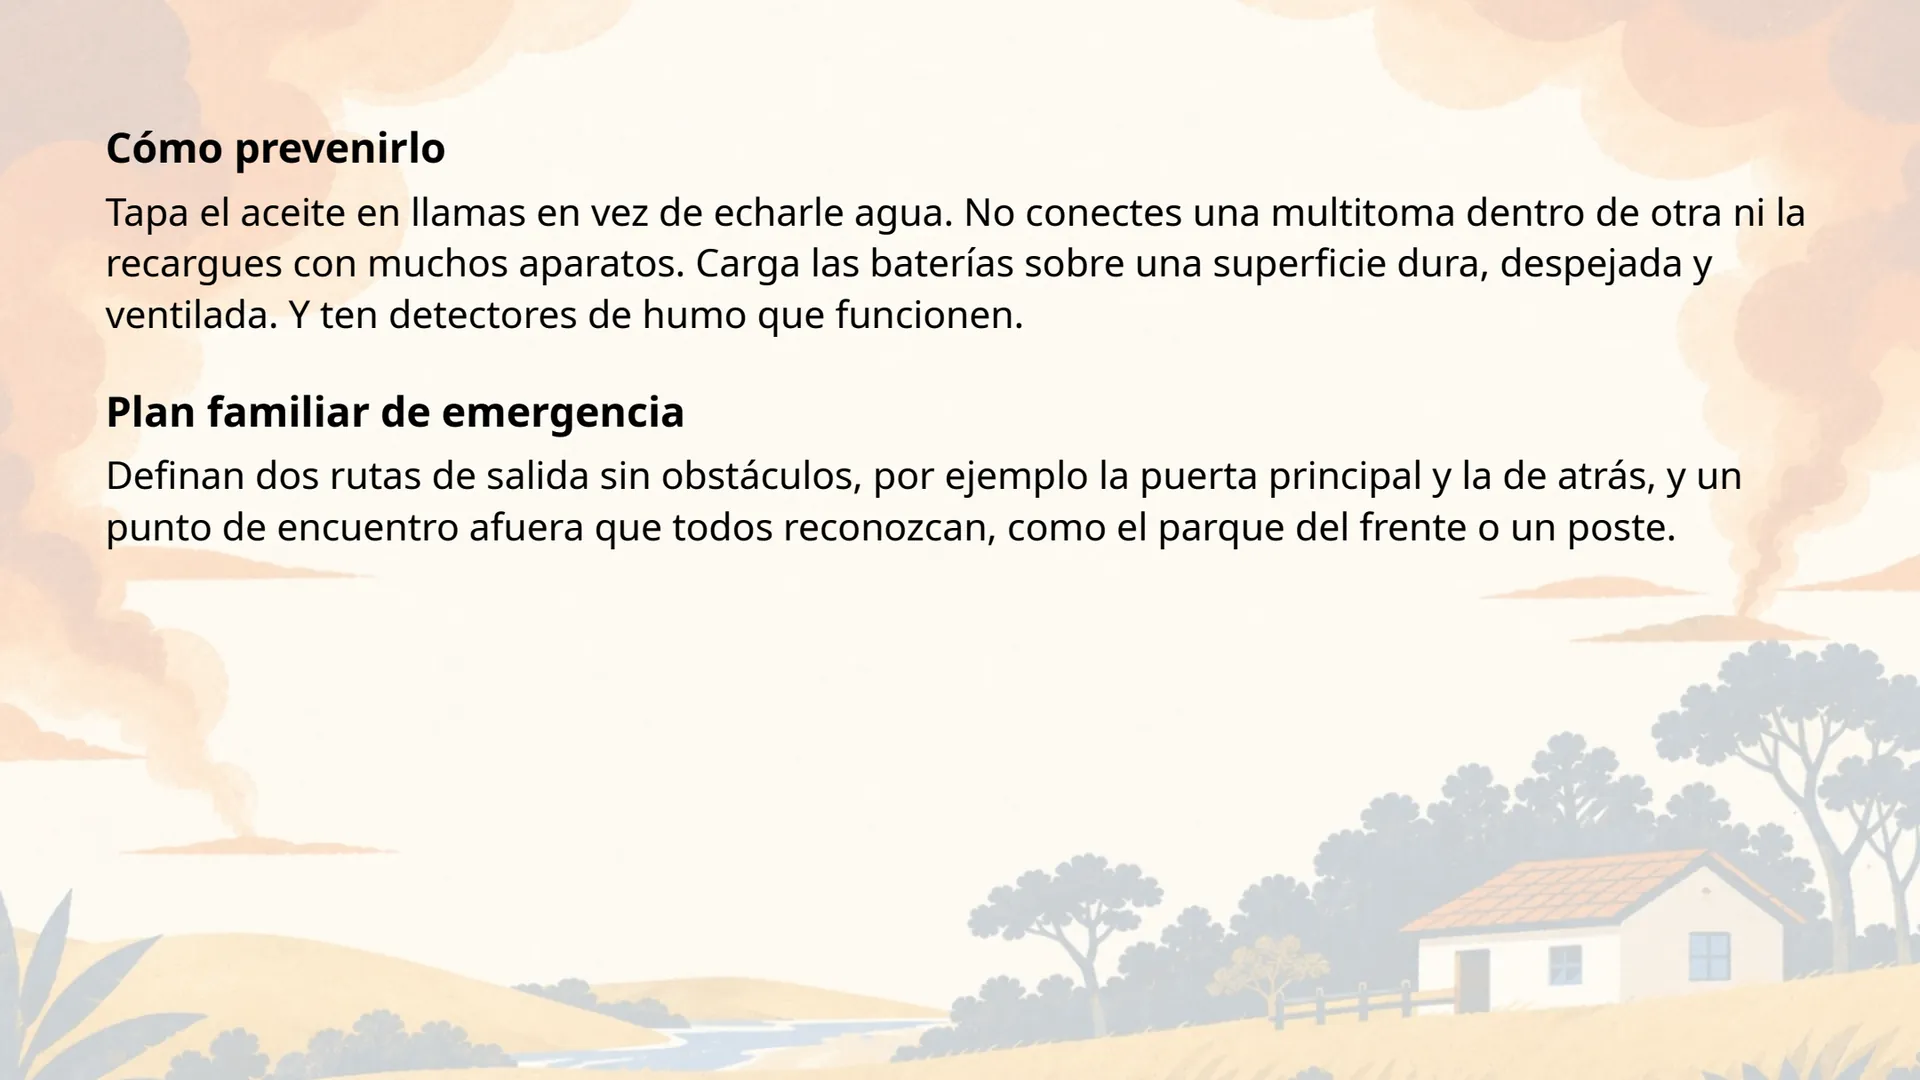 Cómo prevenirlo
Tapa el aceite en llamas en vez de echarle agua. No conectes una multitoma dentro de otra ni la
recargues con muchos aparatos. Carga las baterías sobre una superficie dura, despejada y
ventilada. Y ten detectores de humo que funcionen.
Plan familiar de emergencia
Definan dos rutas de salida sin obstáculos, por ejemplo la puerta principal y la de atrás, y un
punto de encuentro afuera que todos reconozcan, como el parque del frente o un poste.